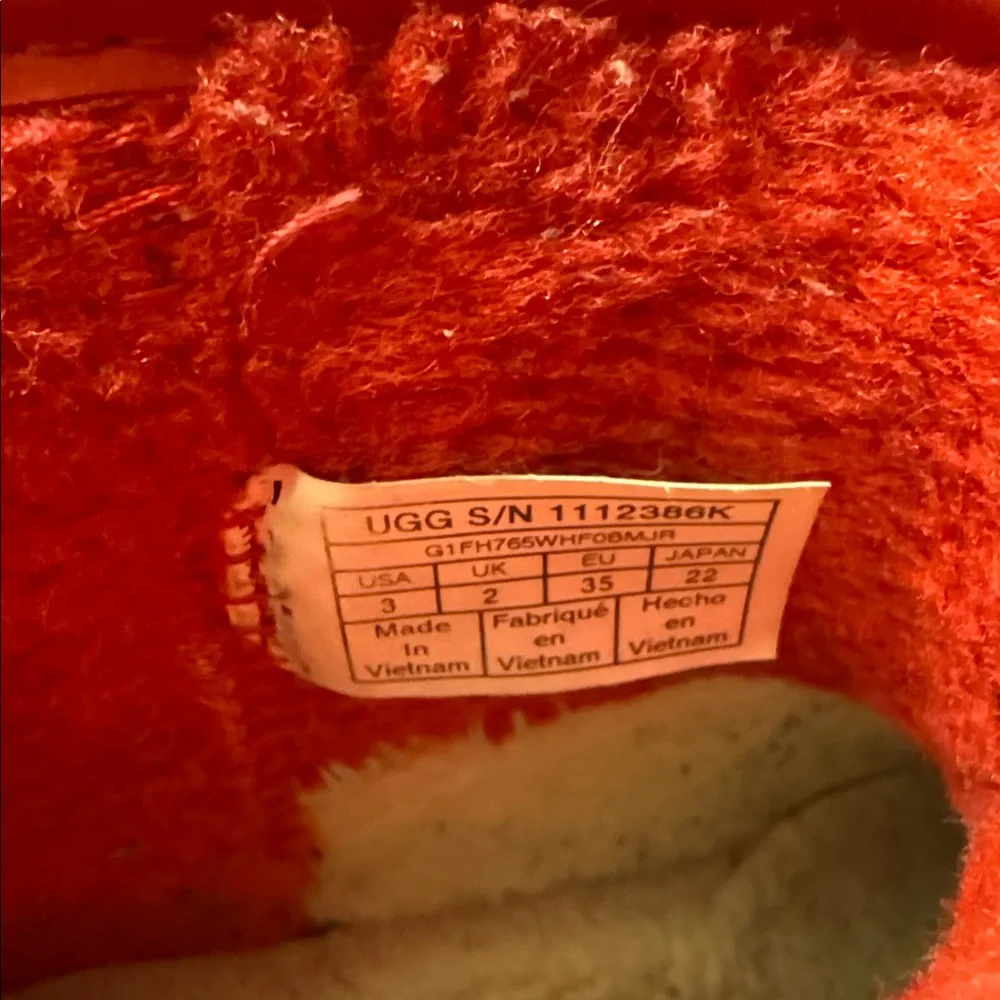 UGG S/N 1112386K
G1FH765WHF06MJR
USA UK EU JAPAN
3 2 35 22
Made in Vietnam
Fabriqué en Vietnam
Hecho en Vietnam